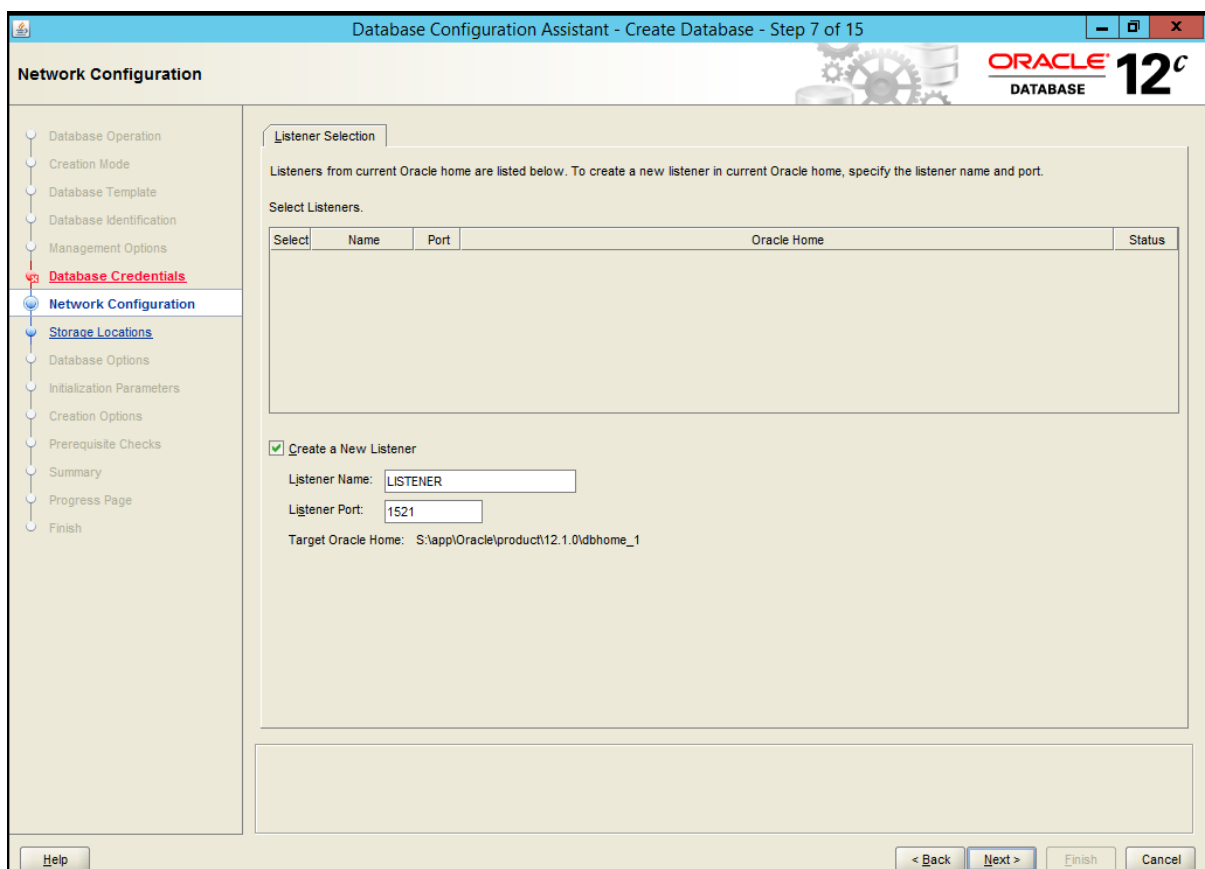 Database Configuration Assistant - Create Database - Step 7 of 15
Network Configuration
ORACLE
DATABASE
12c
Database Operation
Creation Mode
Database Template
Database Identification
Management Options
Database Credentials
Network Configuration
Storage Locations
Database Options
Initialization Parameters
Creation Options
Prerequisite Checks
Summary
Progress Page
Finish
Listener Selection
Listeners from current Oracle home are listed below. To create a new listener in current Oracle home, specify the listener name and port.
Select Listeners.
Select Name Port Oracle Home Status
Create a New Listener
Listener Name: LISTENER
Listener Port: 1521
Target Oracle Home: S:\app\Oracle\product\12.1.0\dbhome_1
Help < Back Next > Finish Cancel